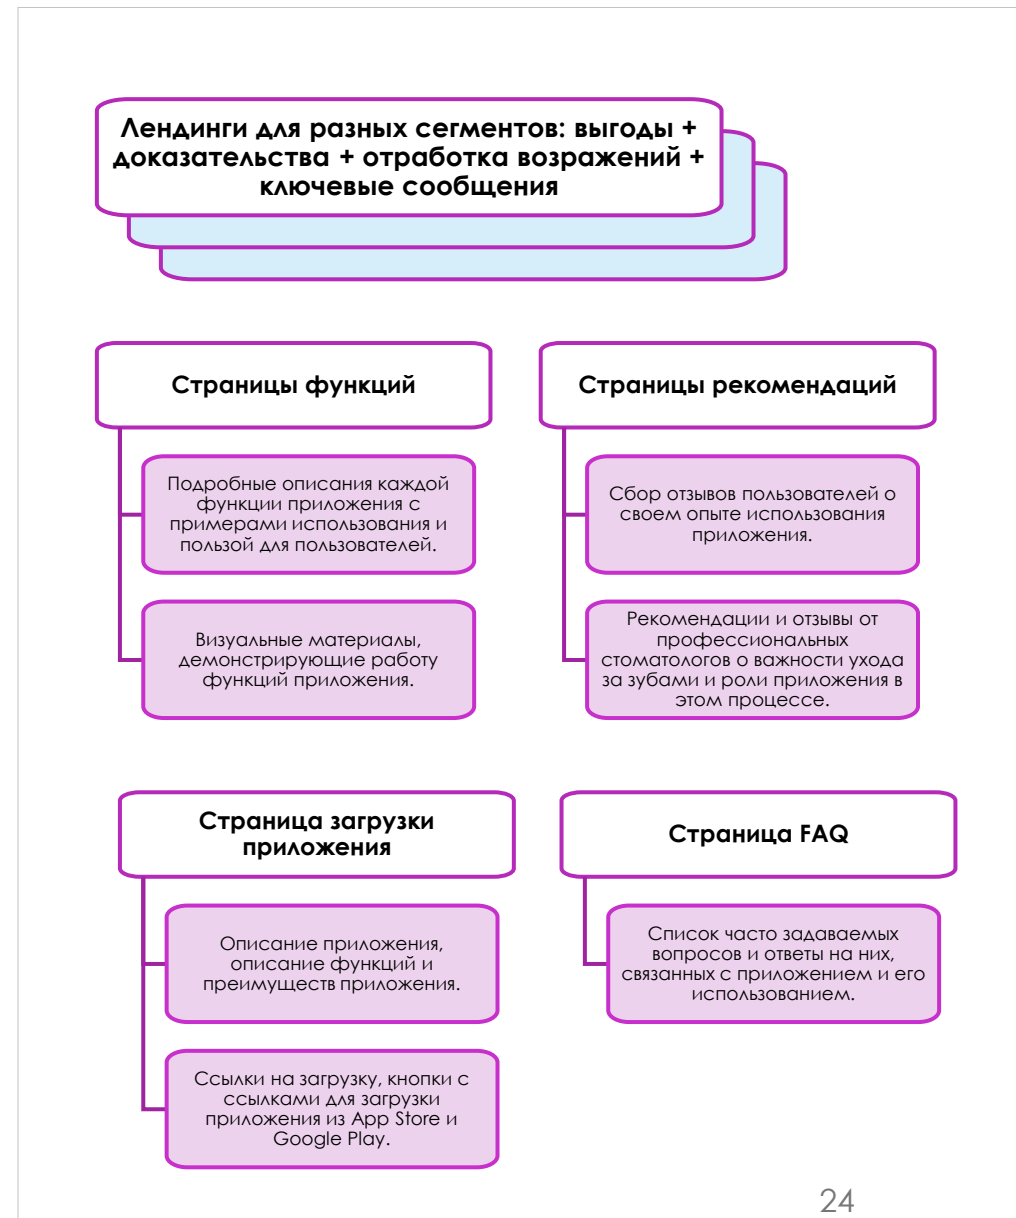 Лендинги для разных сегментов: выгоды +
доказательства + отработка возражений +
ключевые сообщения
Страницы функций
Подробные описания каждой
функции приложения с
примерами использования и
пользой для пользователей.
Визуальные материалы,
демонстрирующие работу
функций приложения.
Страницы рекомендаций
Сбор отзывов пользователей о
своем опыте использования
приложения.
Рекомендации и отзывы от
профессиональных
стоматологов о важности ухода
за зубами и роли приложения в
этом процессе.
Страница загрузки
приложения
Описание приложения,
описание функций и
преимуществ приложения.
Ссылки на загрузку, кнопки с
ссылками для загрузки
приложения из App Store и
Google Play.
Страница FAQ
Список часто задаваемых
вопросов и ответы на них,
связанных с приложением и его
использованием.
24